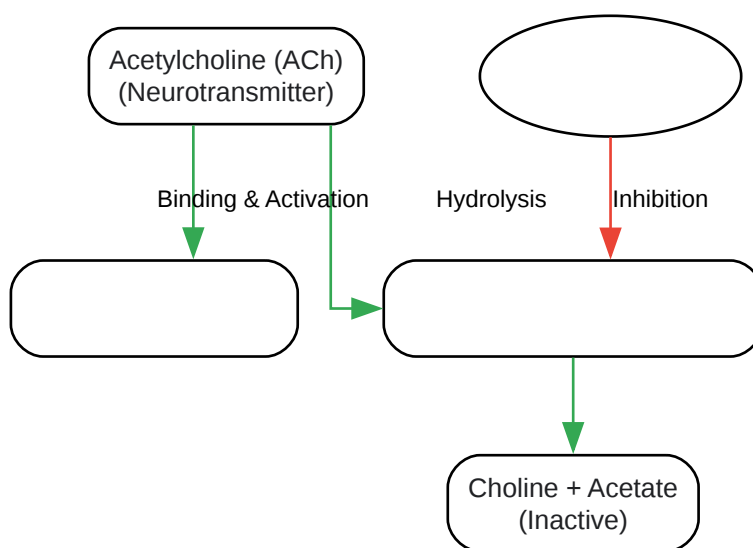 Acetylcholine (ACh)
(Neurotransmitter)
Binding & Activation
Hydrolysis
Inhibition
Choline + Acetate
(Inactive)